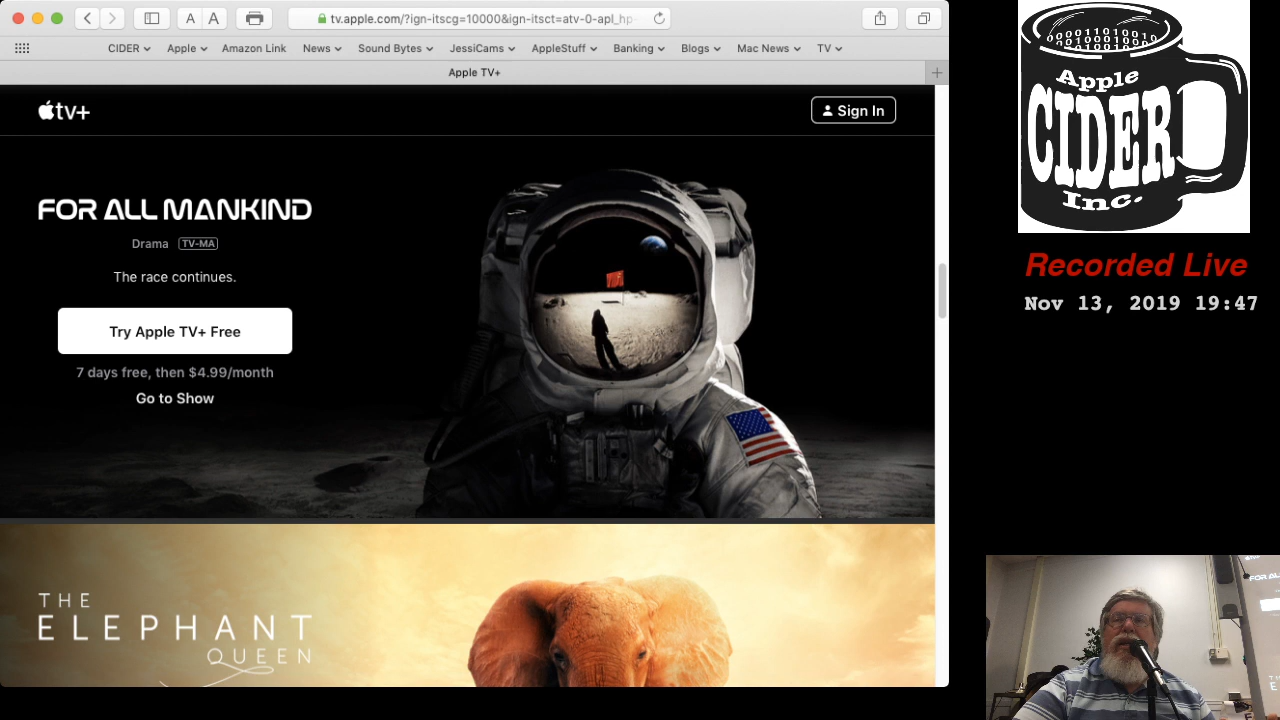 A A
tv.apple.com/?ign-itscg=10000&ign-itsct=atv-0-apl_hp-
CIDER Apple Amazon Link News Sound Bytes JessiCams AppleStuff Banking Blogs Mac News TV
Apple TV+
tv+
Sign In
FOR ALL MANKIND
Drama TV-MA
The race continues.
Try Apple TV+ Free
7 days free, then $4.99/month
Go to Show
THE
ELEPHANT
QUEEN
000011010010
Apple
CIDER
Inc.
Recorded Live
Nov 13, 2019 19:47